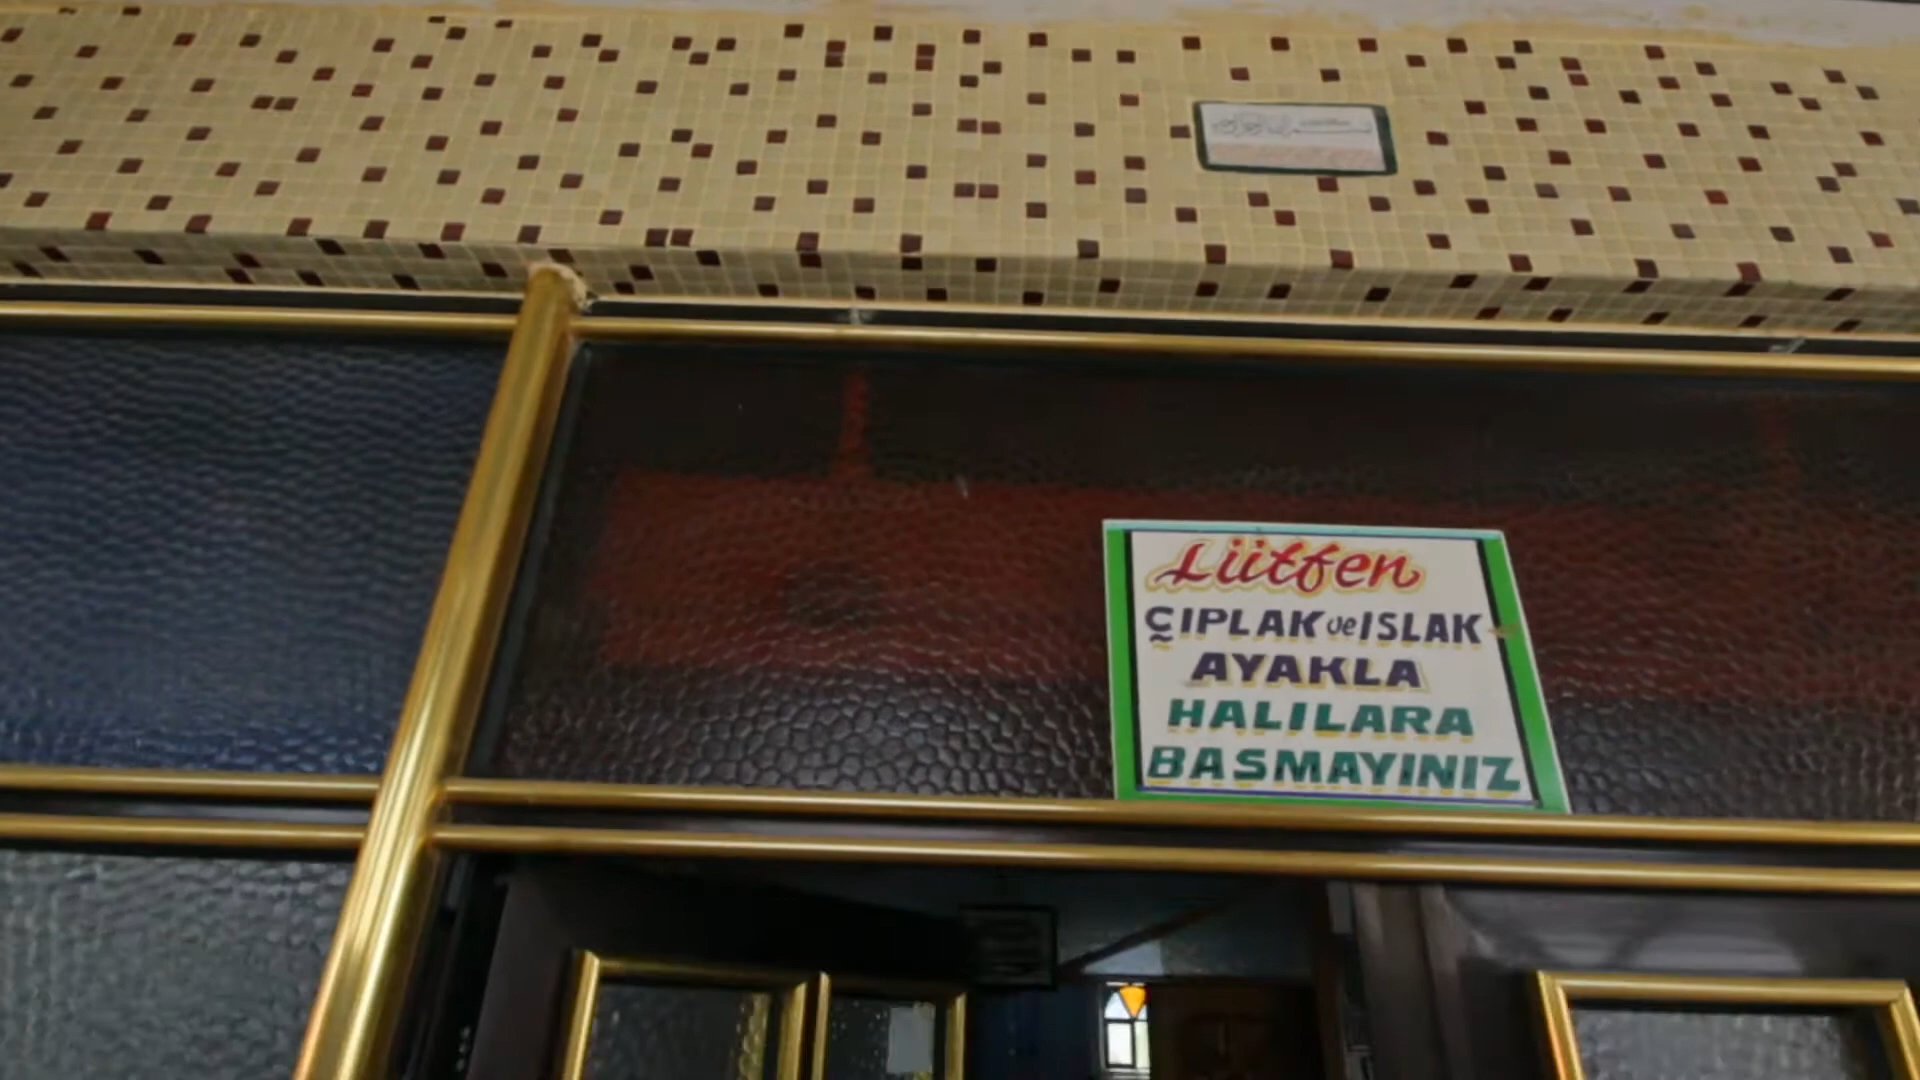 Lütfen
ÇIPLAK ve ISLAK
AYAKLA
HALILARA
BASMAYINIZ